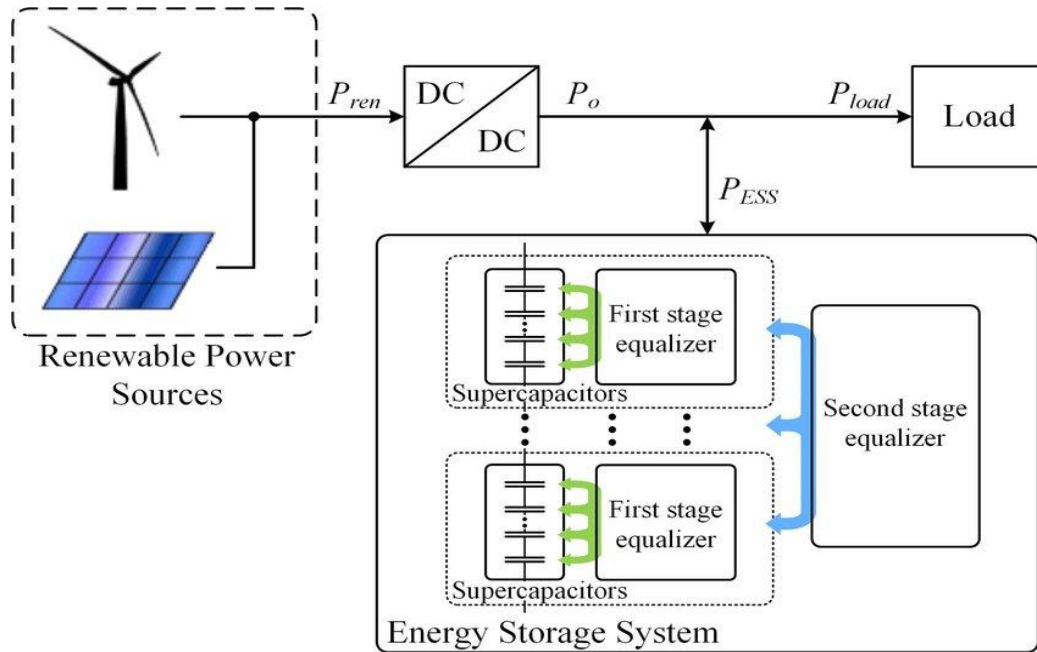 P_ren
DC
DC
P_o
P_load
Load
P_ESS
Renewable Power
Sources
First stage
equalizer
Supercapacitors
Second stage
equalizer
First stage
equalizer
Supercapacitors
Energy Storage System